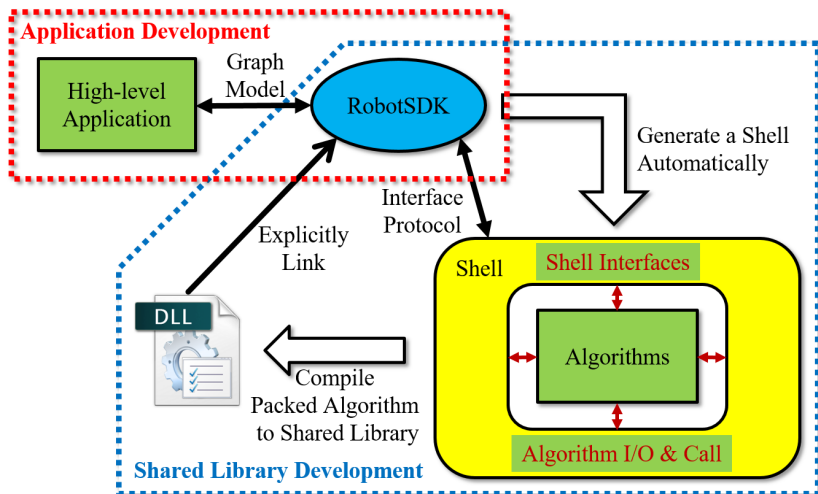 Application Development
High-level
Application
Graph
Model
RobotSDK
Generate a Shell
Automatically
Interface
Protocol
Explicitly
Link
Shell
Shell Interfaces
DLL
Algorithms
Compile
Packed Algorithm
to Shared Library
Algorithm I/O & Call
Shared Library Development